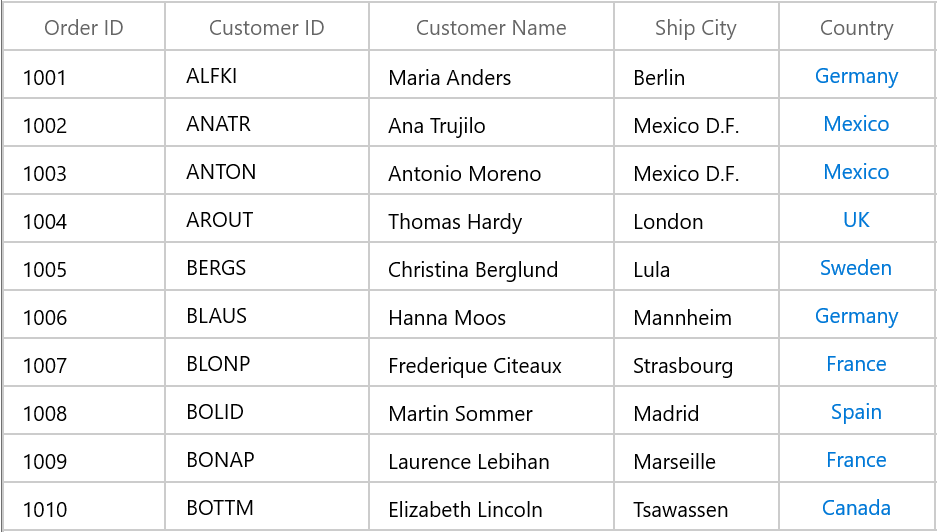 Order ID Customer ID Customer Name Ship City Country
1001 ALFKI Maria Anders Berlin Germany
1002 ANATR Ana Trujilo Mexico D.F. Mexico
1003 ANTON Antonio Moreno Mexico D.F. Mexico
1004 AROUT Thomas Hardy London UK
1005 BERGS Christina Berglund Lula Sweden
1006 BLAUS Hanna Moos Mannheim Germany
1007 BLONP Frederique Citeaux Strasbourg France
1008 BOLID Martin Sommer Madrid Spain
1009 BONAP Laurence Lebihan Marseille France
1010 BOTTM Elizabeth Lincoln Tsawassen Canada